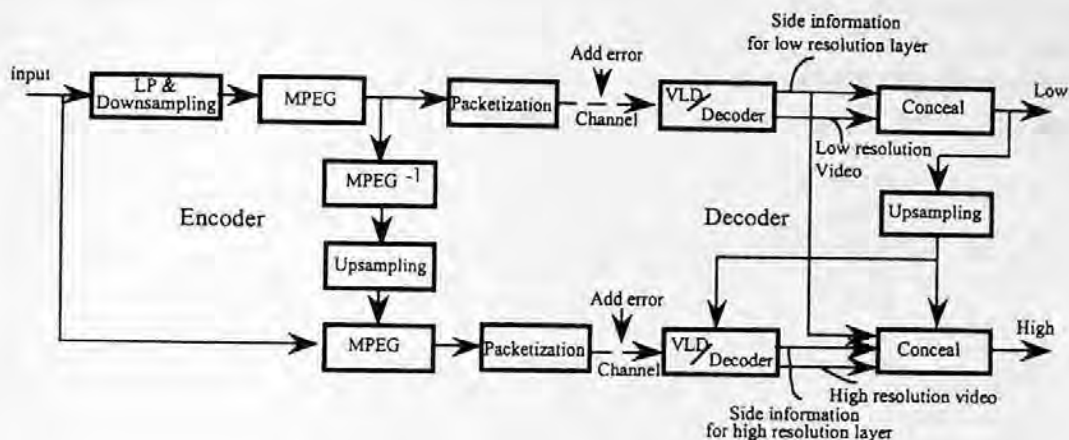 input
LP &
Downsampling
MPEG
Packetization
Add error
Channel
VLD/
Decoder
Side information
for low resolution layer
Conceal
Low
Low resolution
Video
MPEG -1
Upsampling
Encoder
Decoder
Upsampling
MPEG
Packetization
Add error
Channel
VLD/
Decoder
Conceal
High
High resolution video
Side information
for high resolution layer